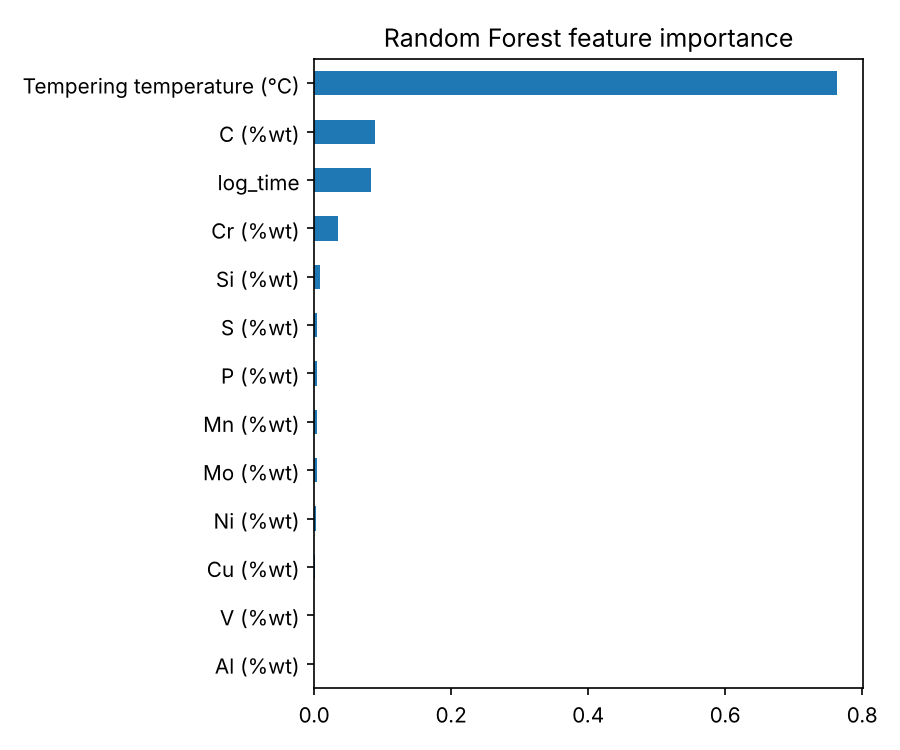 Random Forest feature importance
Tempering temperature (°C)
C (%wt)
log_time
Cr (%wt)
Si (%wt)
S (%wt)
P (%wt)
Mn (%wt)
Mo (%wt)
Ni (%wt)
Cu (%wt)
V (%wt)
Al (%wt)
0.0 0.2 0.4 0.6 0.8